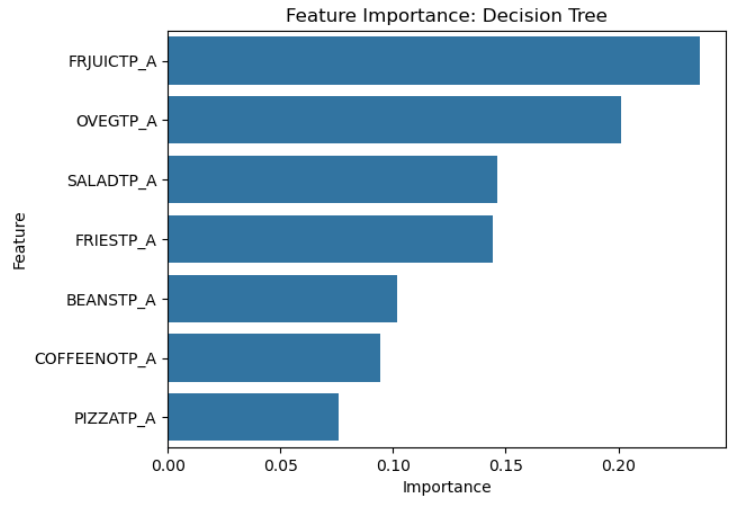 Feature Importance: Decision Tree
FRJUICTP_A
OVEGTP_A
SALADTP_A
FRIESTP_A
BEANSTP_A
COFFEENOTP_A
PIZZATP_A
Feature
0.00 0.05 0.10 0.15 0.20
Importance